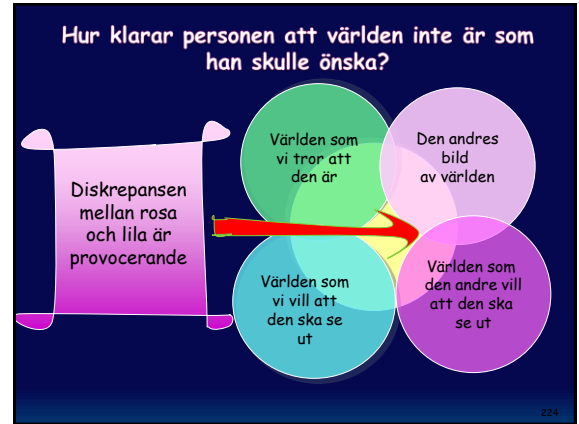 Hur klarar personen att världen inte är som
han skulle önska?
Diskrepansen
mellan rosa
och lila är
provocerande
Världen som
vi tror att
den är
Den andres
bild
av världen
Världen som
vi vill att
den ska se
ut
Världen som
den andre vill
att den ska
se ut
224